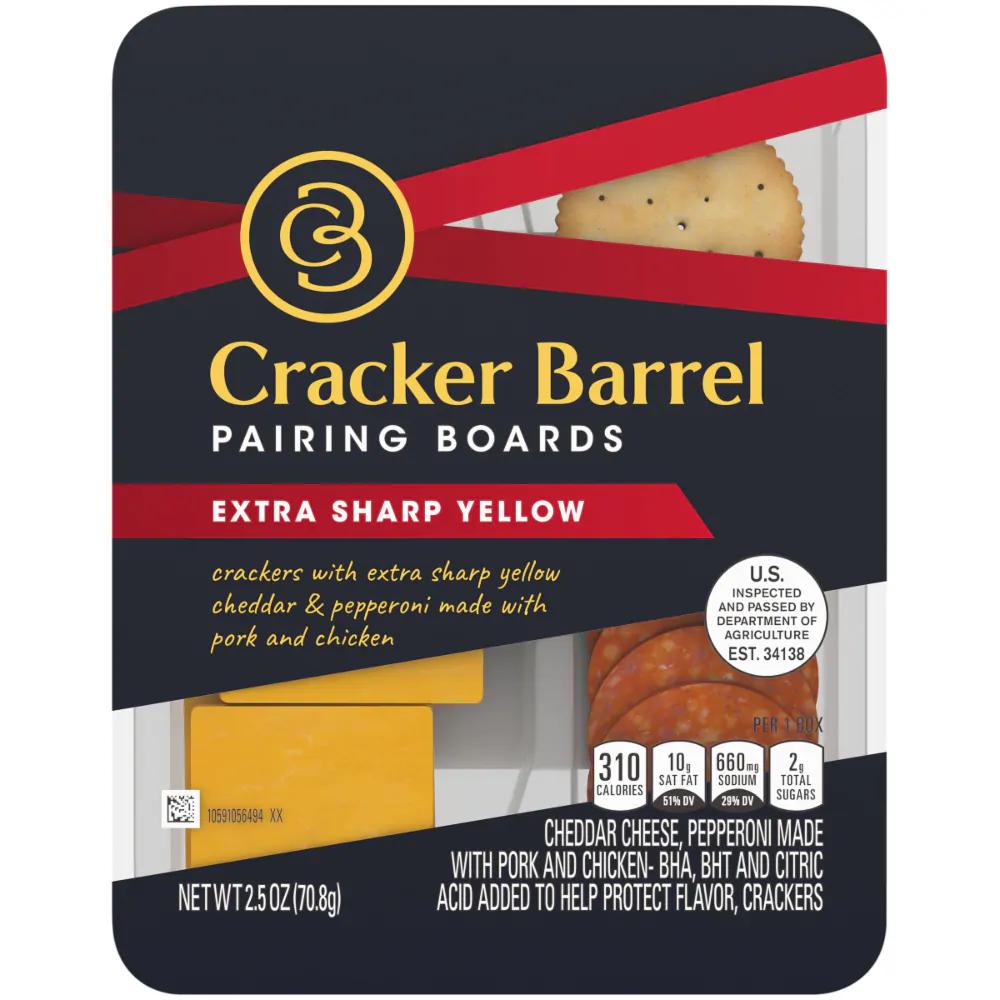 CB
Cracker Barrel
PAIRING BOARDS
EXTRA SHARP YELLOW
crackers with extra sharp yellow
cheddar & pepperoni made with
pork and chicken
U.S.
INSPECTED
AND PASSED BY
DEPARTMENT OF
AGRICULTURE
EST. 34138
PER 1 BOX
310
CALORIES
10g
SAT FAT
51% DV
660mg
SODIUM
29% DV
2g
TOTAL
SUGARS
10591056494 XX
CHEDDAR CHEESE, PEPPERONI MADE
WITH PORK AND CHICKEN- BHA, BHT AND CITRIC
ACID ADDED TO HELP PROTECT FLAVOR, CRACKERS
NET WT 2.5 OZ (70.8g)